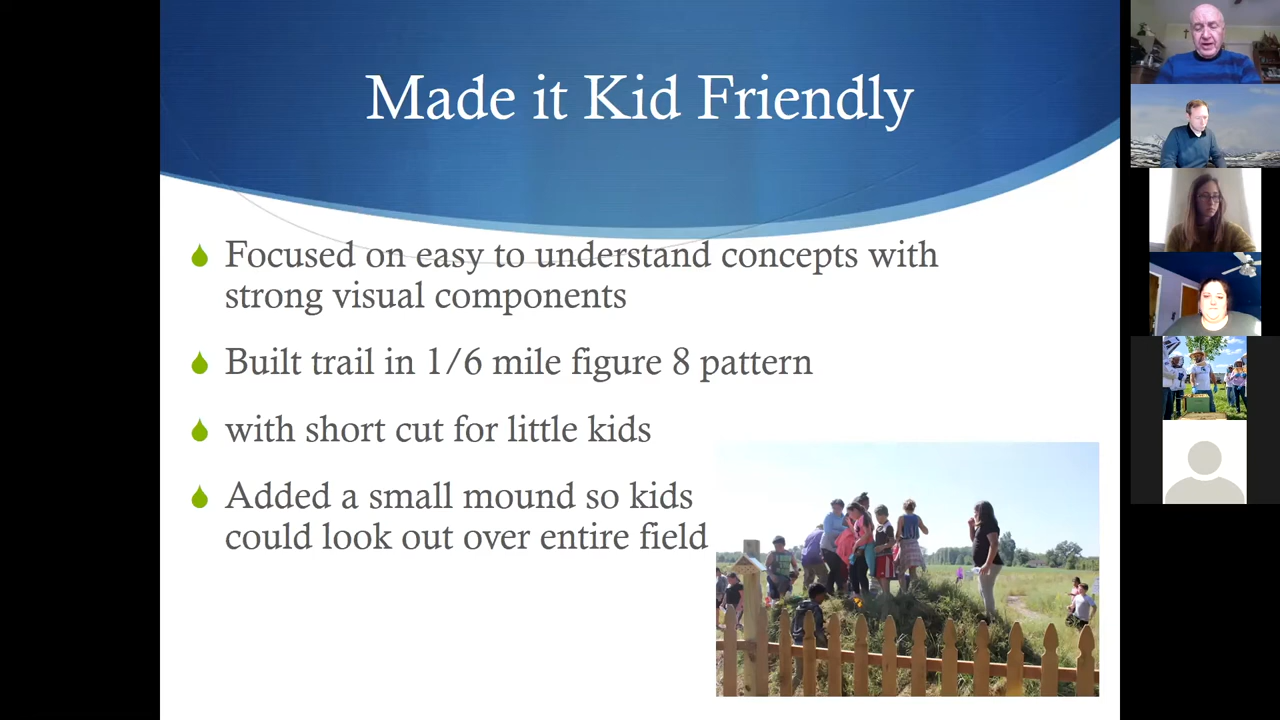 Made it Kid Friendly
Focused on easy to understand concepts with
strong visual components
Built trail in 1/6 mile figure 8 pattern
with short cut for little kids
Added a small mound so kids
could look out over entire field